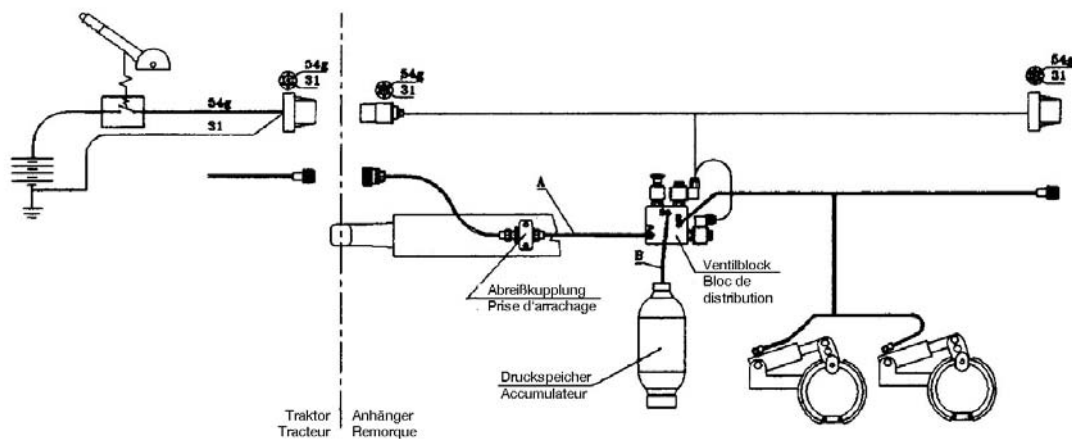 54g
31
54g
31
54g
31
54g
31
A
B
Ventilblock
Bloc de
distribution
Abreißkupplung
Prise d'arrachage
Druckspeicher
Accumulateur
Traktor
Tracteur
Anhänger
Remorque